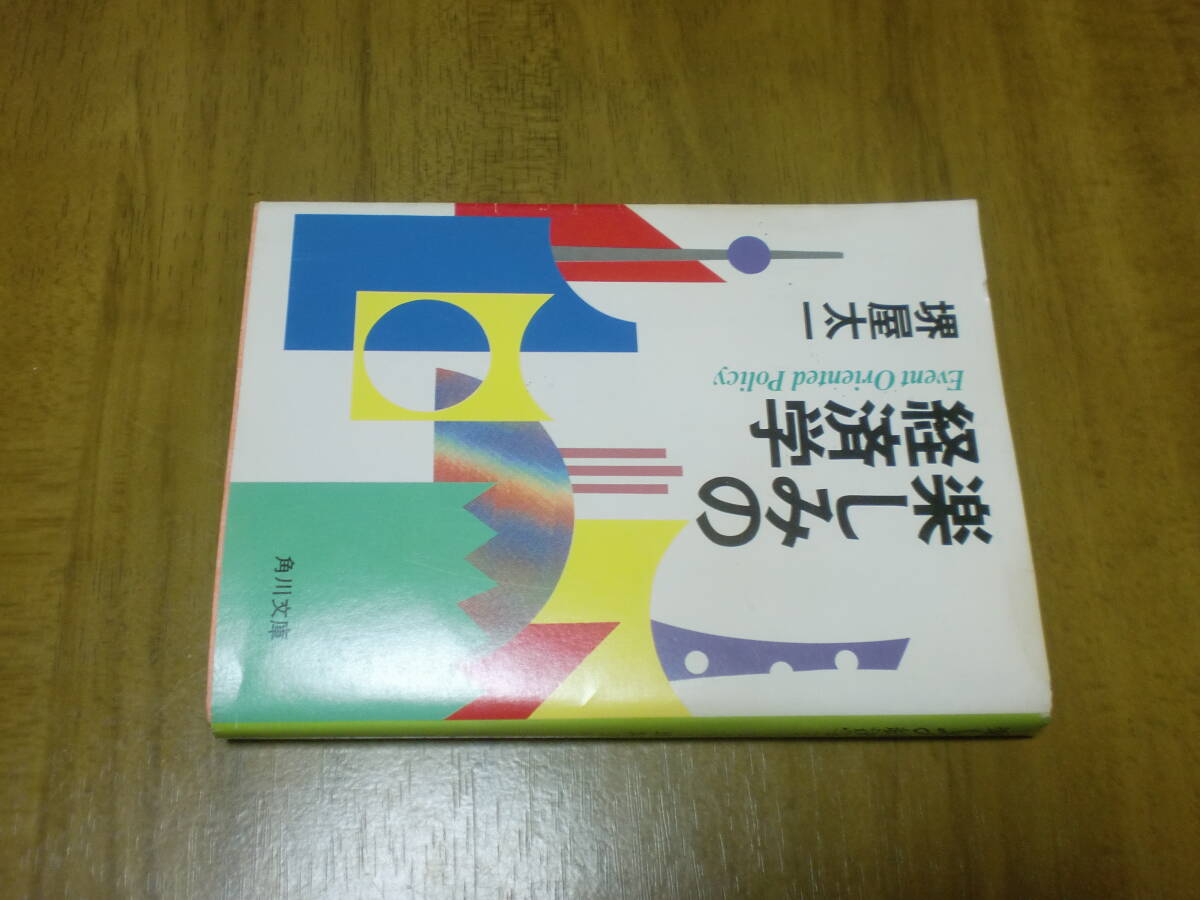 楽しみの
経済学
Event Oriented Policy
堺屋太一
角川文庫